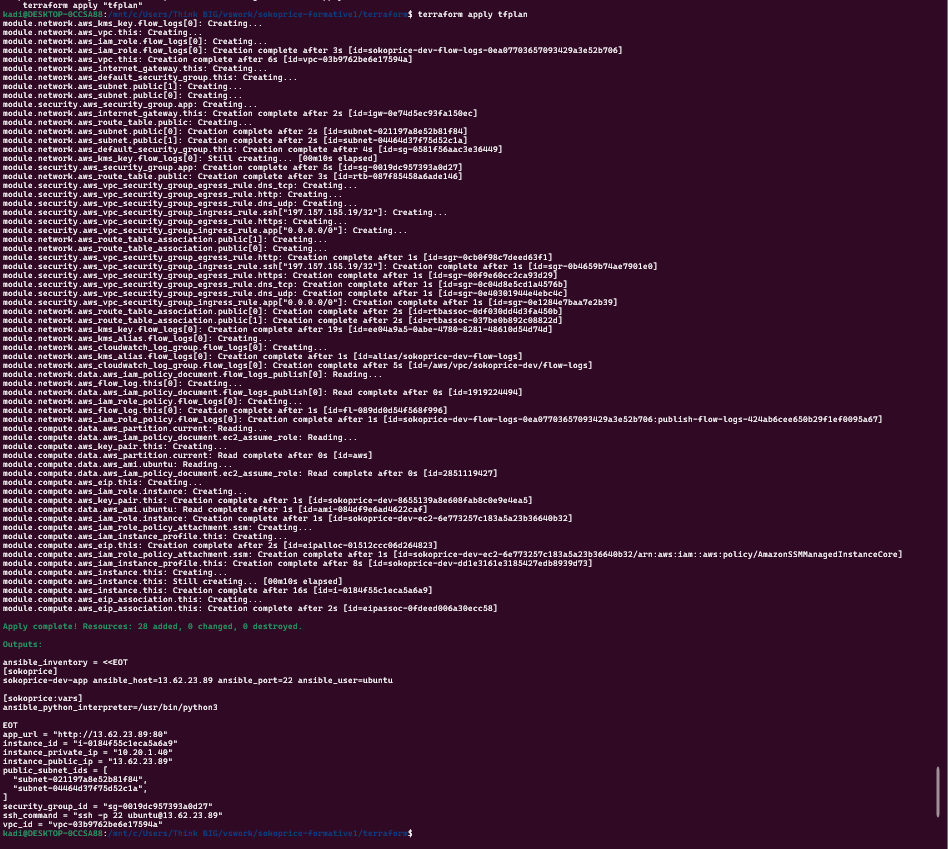 terraform apply "tfplan"
kadi@DESKTOP-0CCSA88:/mnt/c/Users/Think BIG/vswork/sokoprice-formative1/terraform$ terraform apply tfplan
module.network.aws_kms_key.flow_logs[0]: Creating...
module.network.aws_vpc.this: Creating...
module.network.aws_iam_role.flow_logs[0]: Creating...
module.network.aws_iam_role.flow_logs[0]: Creation complete after 3s [id=sokoprice-dev-flow-logs-0ea07703657093429a3e52b706]
module.network.aws_vpc.this: Creation complete after 6s [id=vpc-03b9762be6e17594a]
module.network.aws_internet_gateway.this: Creating...
module.network.aws_default_security_group.this: Creating...
module.network.aws_subnet.public[1]: Creating...
module.network.aws_subnet.public[0]: Creating...
module.security.aws_security_group.app: Creating...
module.network.aws_internet_gateway.this: Creation complete after 2s [id=igw-0e74d5ec93fa150ec]
module.network.aws_route_table.public: Creating...
module.network.aws_subnet.public[0]: Creation complete after 2s [id=subnet-021197a8e52b81f84]
module.network.aws_subnet.public[1]: Creation complete after 2s [id=subnet-04464d37f75d52c1a]
module.network.aws_default_security_group.this: Creation complete after 4s [id=sg-0581f56aac3e36449]
module.network.aws_kms_key.flow_logs[0]: Still creating... [00m10s elapsed]
module.security.aws_security_group.app: Creation complete after 5s [id=sg-0019dc957393a0d27]
module.network.aws_route_table.public: Creation complete after 3s [id=rtb-087f85458a6ade146]
module.security.aws_vpc_security_group_egress_rule.dns_tcp: Creating...
module.security.aws_vpc_security_group_egress_rule.http: Creating...
module.security.aws_vpc_security_group_egress_rule.dns_udp: Creating...
module.security.aws_vpc_security_group_ingress_rule.ssh["197.157.155.19/32"]: Creating...
module.security.aws_vpc_security_group_egress_rule.https: Creating...
module.security.aws_vpc_security_group_ingress_rule.app["0.0.0.0/0"]: Creating...
module.network.aws_route_table_association.public[1]: Creating...
module.network.aws_route_table_association.public[0]: Creating...
module.security.aws_vpc_security_group_egress_rule.http: Creation complete after 1s [id=sgr-0cb0f98c7deed63f1]
module.security.aws_vpc_security_group_ingress_rule.ssh["197.157.155.19/32"]: Creation complete after 1s [id=sgr-0b4659b74ae7901e0]
module.security.aws_vpc_security_group_egress_rule.https: Creation complete after 1s [id=sgr-00f9e60cc2ca93d29]
module.security.aws_vpc_security_group_egress_rule.dns_tcp: Creation complete after 1s [id=sgr-0c04d8e5cd1a4576b]
module.security.aws_vpc_security_group_egress_rule.dns_udp: Creation complete after 1s [id=sgr-0e40301944e4ebc4c]
module.security.aws_vpc_security_group_ingress_rule.app["0.0.0.0/0"]: Creation complete after 1s [id=sgr-0e1284e7baa7e2b39]
module.network.aws_route_table_association.public[0]: Creation complete after 2s [id=rtbassoc-0df030dd4d3fa450b]
module.network.aws_route_table_association.public[1]: Creation complete after 2s [id=rtbassoc-037be0b892c08822d]
module.network.aws_kms_key.flow_logs[0]: Creation complete after 19s [id=ee04a9a5-0abe-4780-8281-48610d54d74d]
module.network.aws_kms_alias.flow_logs[0]: Creating...
module.network.aws_cloudwatch_log_group.flow_logs[0]: Creating...
module.network.aws_kms_alias.flow_logs[0]: Creation complete after 1s [id=alias/sokoprice-dev-flow-logs]
module.network.aws_cloudwatch_log_group.flow_logs[0]: Creation complete after 5s [id=/aws/vpc/sokoprice-dev/flow-logs]
module.network.data.aws_iam_policy_document.flow_logs_publish[0]: Reading...
module.network.aws_flow_log.this[0]: Creating...
module.network.data.aws_iam_policy_document.flow_logs_publish[0]: Read complete after 0s [id=1919224494]
module.network.aws_iam_role_policy.flow_logs[0]: Creating...
module.network.aws_flow_log.this[0]: Creation complete after 1s [id=fl-089dd0d54f568f996]
module.network.aws_iam_role_policy.flow_logs[0]: Creation complete after 1s [id=sokoprice-dev-flow-logs-0ea07703657093429a3e52b706:publish-flow-logs-424ab6cee650b29f1ef0095a67]
module.compute.data.aws_partition.current: Reading...
module.compute.data.aws_iam_policy_document.ec2_assume_role: Reading...
module.compute.aws_key_pair.this: Creating...
module.compute.data.aws_partition.current: Read complete after 0s [id=aws]
module.compute.data.aws_ami.ubuntu: Reading...
module.compute.data.aws_iam_policy_document.ec2_assume_role: Read complete after 0s [id=2851119427]
module.compute.aws_eip.this: Creating...
module.compute.aws_iam_role.instance: Creating...
module.compute.aws_key_pair.this: Creation complete after 1s [id=sokoprice-dev-8655139a8e608fab8c0e9e4ea5]
module.compute.data.aws_ami.ubuntu: Read complete after 1s [id=ami-084df9e6ad4622caf]
module.compute.aws_iam_role.instance: Creation complete after 1s [id=sokoprice-dev-ec2-6e773257c183a5a23b36640b32]
module.compute.aws_iam_role_policy_attachment.ssm: Creating...
module.compute.aws_iam_instance_profile.this: Creating...
module.compute.aws_eip.this: Creation complete after 2s [id=eipalloc-01512ccc06d264823]
module.compute.aws_iam_role_policy_attachment.ssm: Creation complete after 1s [id=sokoprice-dev-ec2-6e773257c183a5a23b36640b32/arn:aws:iam::aws:policy/AmazonSSMManagedInstanceCore]
module.compute.aws_iam_instance_profile.this: Creation complete after 8s [id=sokoprice-dev-dd1e3161e3185427edb8939d73]
module.compute.aws_instance.this: Creating...
module.compute.aws_instance.this: Still creating... [00m10s elapsed]
module.compute.aws_instance.this: Creation complete after 16s [id=i-0184f55c1eca5a6a9]
module.compute.aws_eip_association.this: Creating...
module.compute.aws_eip_association.this: Creation complete after 2s [id=eipassoc-0fdeed006a30ecc58]
Apply complete! Resources: 28 added, 0 changed, 0 destroyed.
Outputs:
ansible_inventory = <<EOT
[sokoprice]
sokoprice-dev-app ansible_host=13.62.23.89 ansible_port=22 ansible_user=ubuntu
[sokoprice:vars]
ansible_python_interpreter=/usr/bin/python3
EOT
app_url = "http://13.62.23.89:80"
instance_id = "i-0184f55c1eca5a6a9"
instance_private_ip = "10.20.1.40"
instance_public_ip = "13.62.23.89"
public_subnet_ids = [
"subnet-021197a8e52b81f84",
"subnet-04464d37f75d52c1a",
]
security_group_id = "sg-0019dc957393a0d27"
ssh_command = "ssh -p 22 ubuntu@13.62.23.89"
vpc_id = "vpc-03b9762be6e17594a"
kadi@DESKTOP-0CCSA88:/mnt/c/Users/Think BIG/vswork/sokoprice-formative1/terraform$